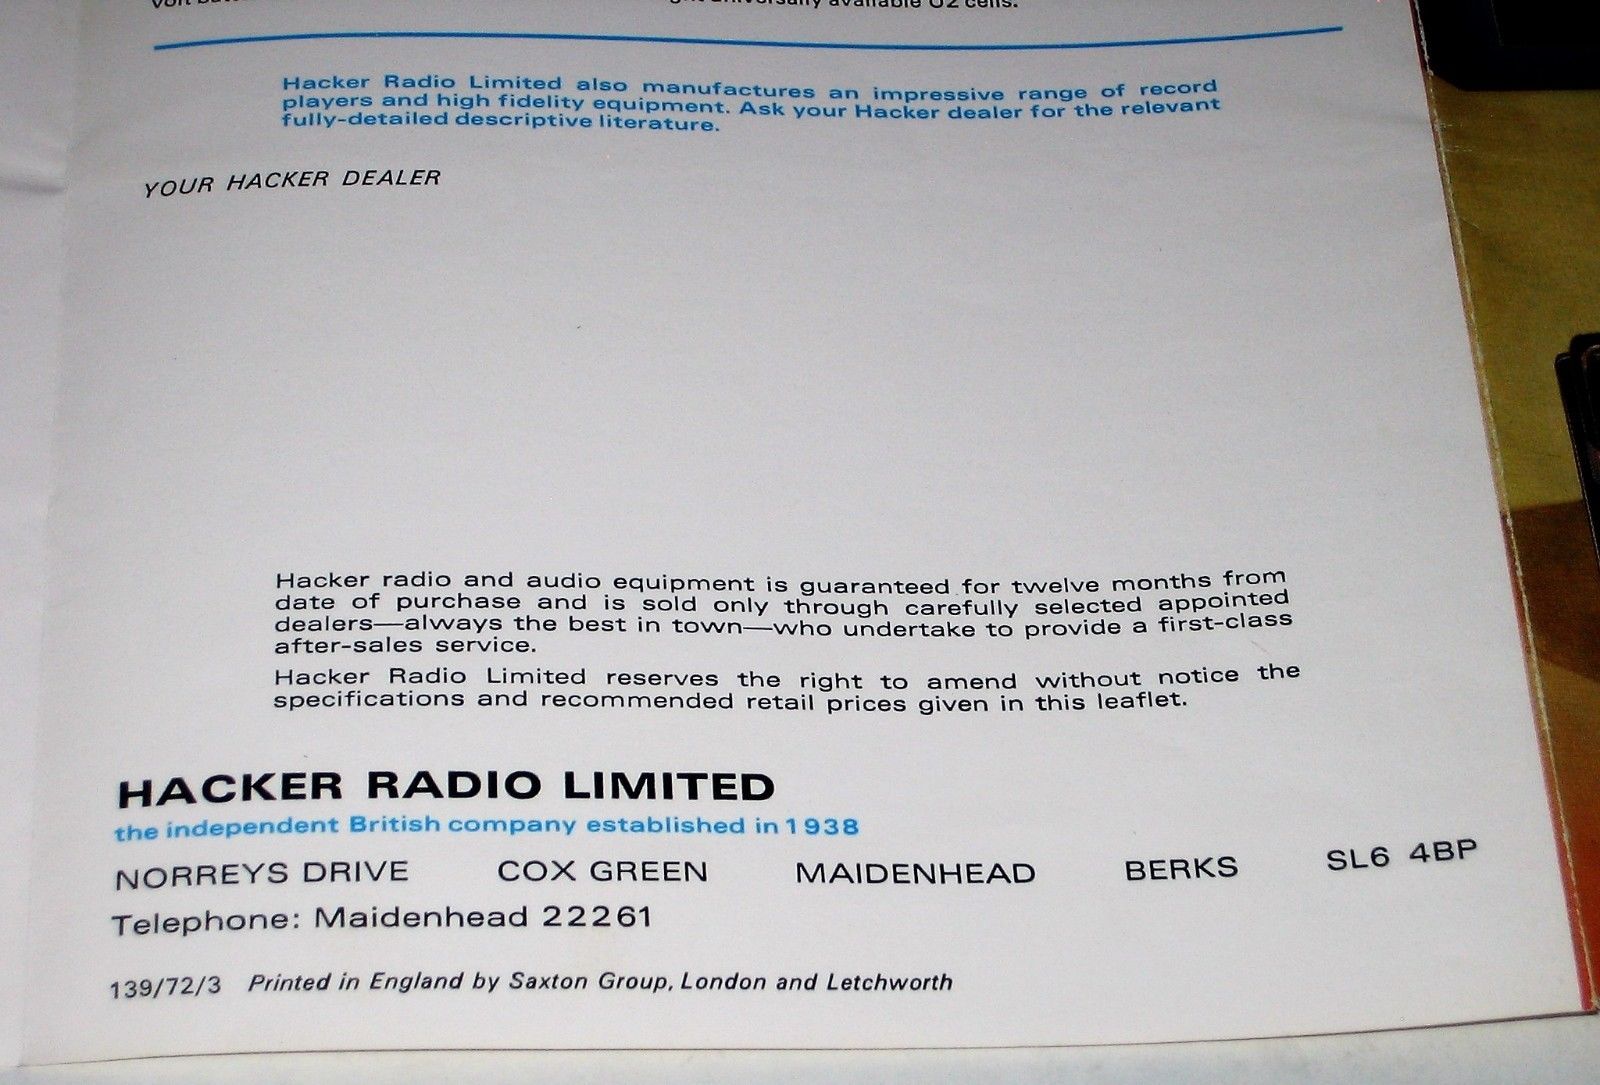 universally available U2 cells.
Hacker Radio Limited also manufactures an impressive range of record
players and high fidelity equipment. Ask your Hacker dealer for the relevant
fully-detailed descriptive literature.
YOUR HACKER DEALER
Hacker radio and audio equipment is guaranteed for twelve months from
date of purchase and is sold only through carefully selected appointed
dealers—always the best in town—who undertake to provide a first-class
after-sales service.
Hacker Radio Limited reserves the right to amend without notice the
specifications and recommended retail prices given in this leaflet.
HACKER RADIO LIMITED
the independent British company established in 1938
NORREYS DRIVE COX GREEN MAIDENHEAD BERKS SL6 4BP
Telephone: Maidenhead 22261
139/72/3 Printed in England by Saxton Group, London and Letchworth